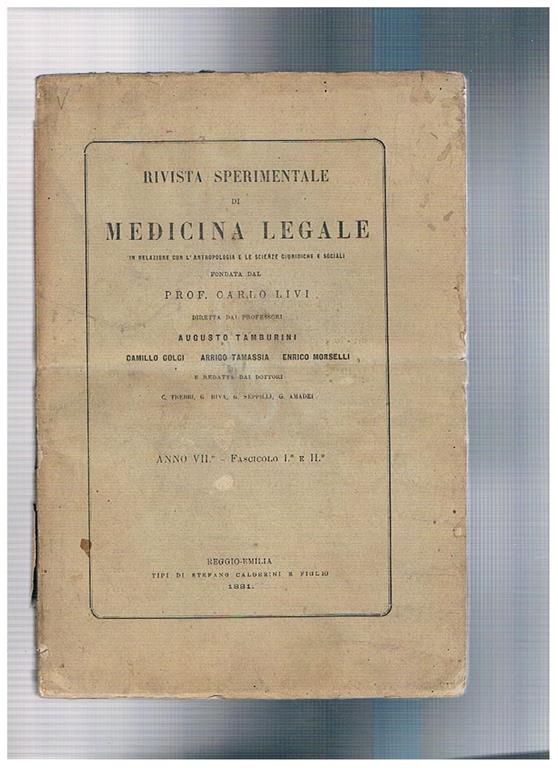 RIVISTA SPERIMENTALE
DI
MEDICINA LEGALE
IN RELAZIONE CON L'ANTROPOLOGIA E LE SCIENZE GIURIDICHE E SOCIALI
FONDATA DAL
PROF. CARLO LIVI
DIRETTA DAI PROFESSORI
AUGUSTO TAMBURINI
CAMILLO GOLGI ARRIGO TAMASSIA ENRICO MORSELLI
E REDATTA DAI DOTTORI
C. TREBBI, G. RIVA, G. SEPPILLI, G. AMADEI
ANNO VII.º – FASCICOLO I.º E II.º
REGGIO-EMILIA
TIPI DI STEFANO CALDERINI E FIGLIO
1881.